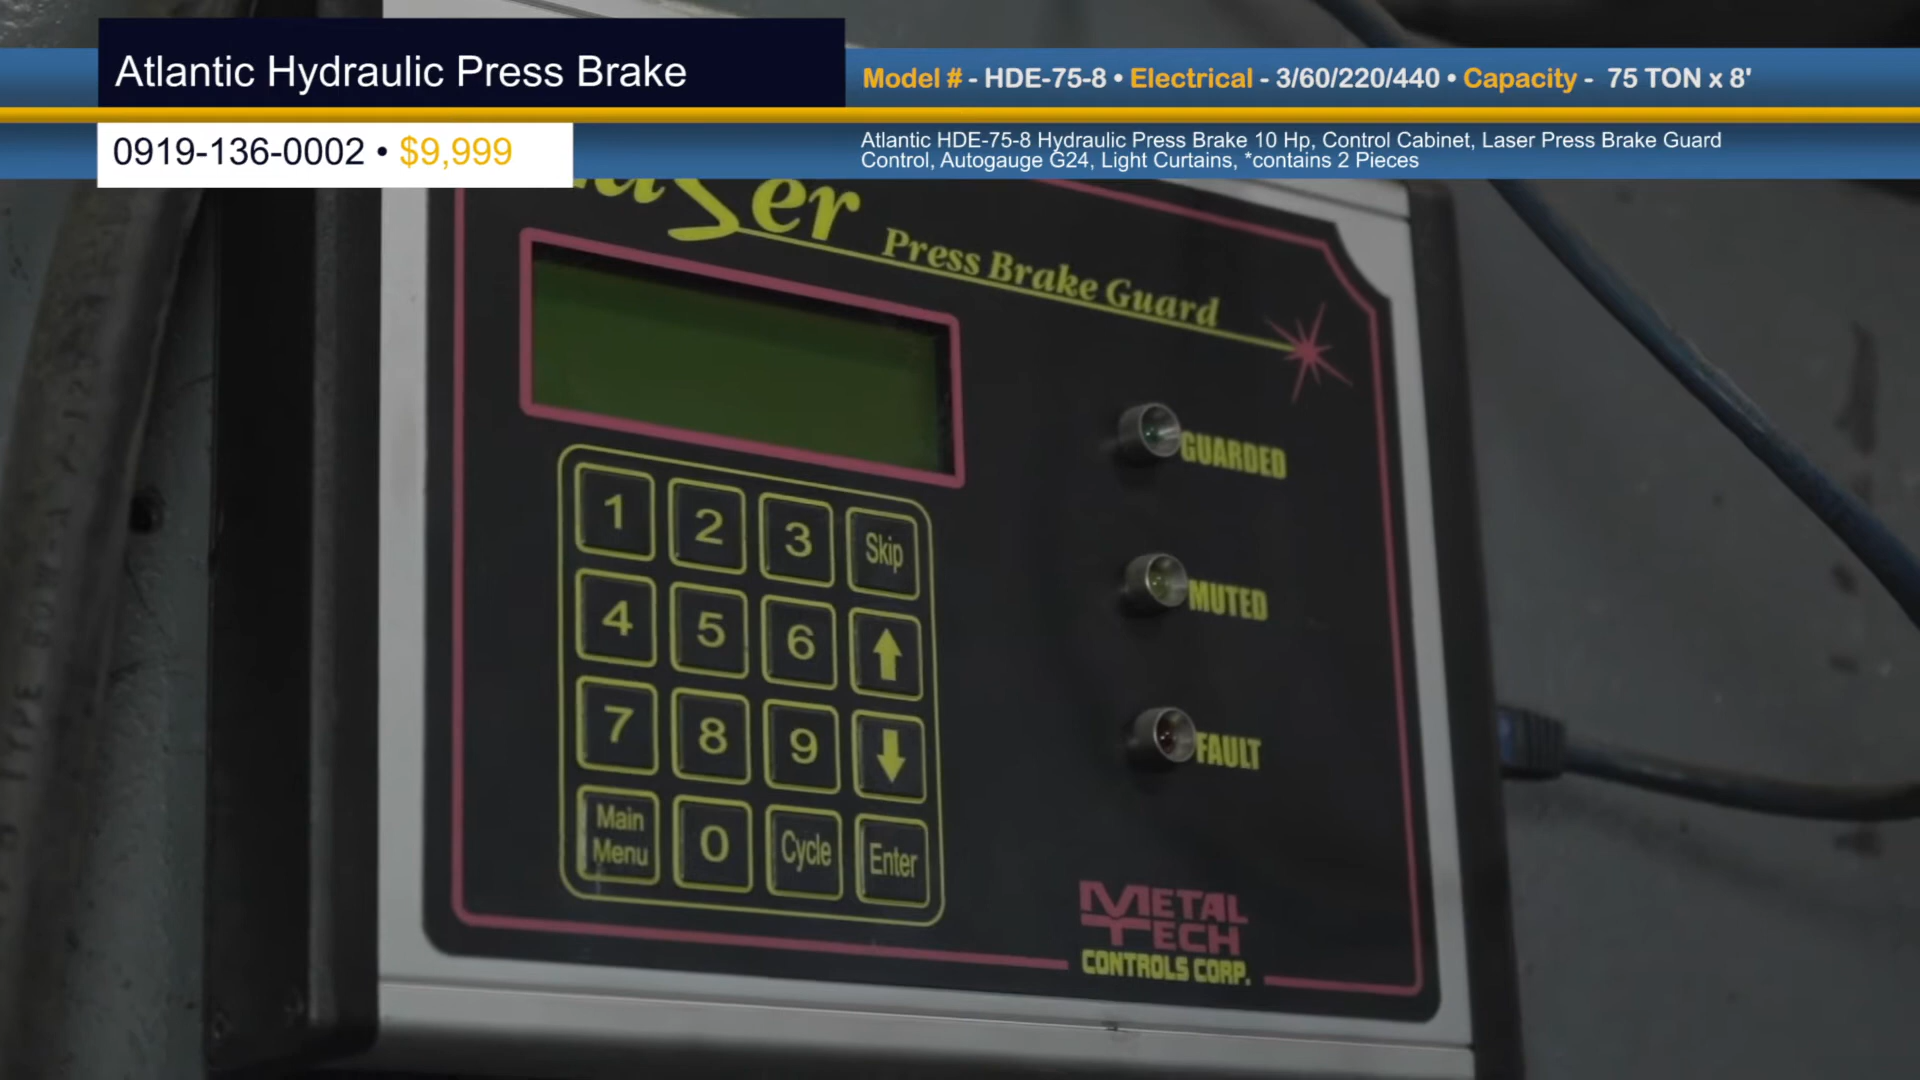 Atlantic Hydraulic Press Brake
Model # - HDE-75-8 • Electrical - 3/60/220/440 • Capacity - 75 TON x 8'
0919-136-0002 • $9,999
Atlantic HDE-75-8 Hydraulic Press Brake 10 Hp, Control Cabinet, Laser Press Brake Guard
Control, Autogauge G24, Light Curtains, *contains 2 Pieces
Laser
Press Brake Guard
GUARDED
MUTED
FAULT
1 2 3 Skip
4 5 6
7 8 9
Main Menu 0 Cycle Enter
METAL
TECH
CONTROLS CORP.